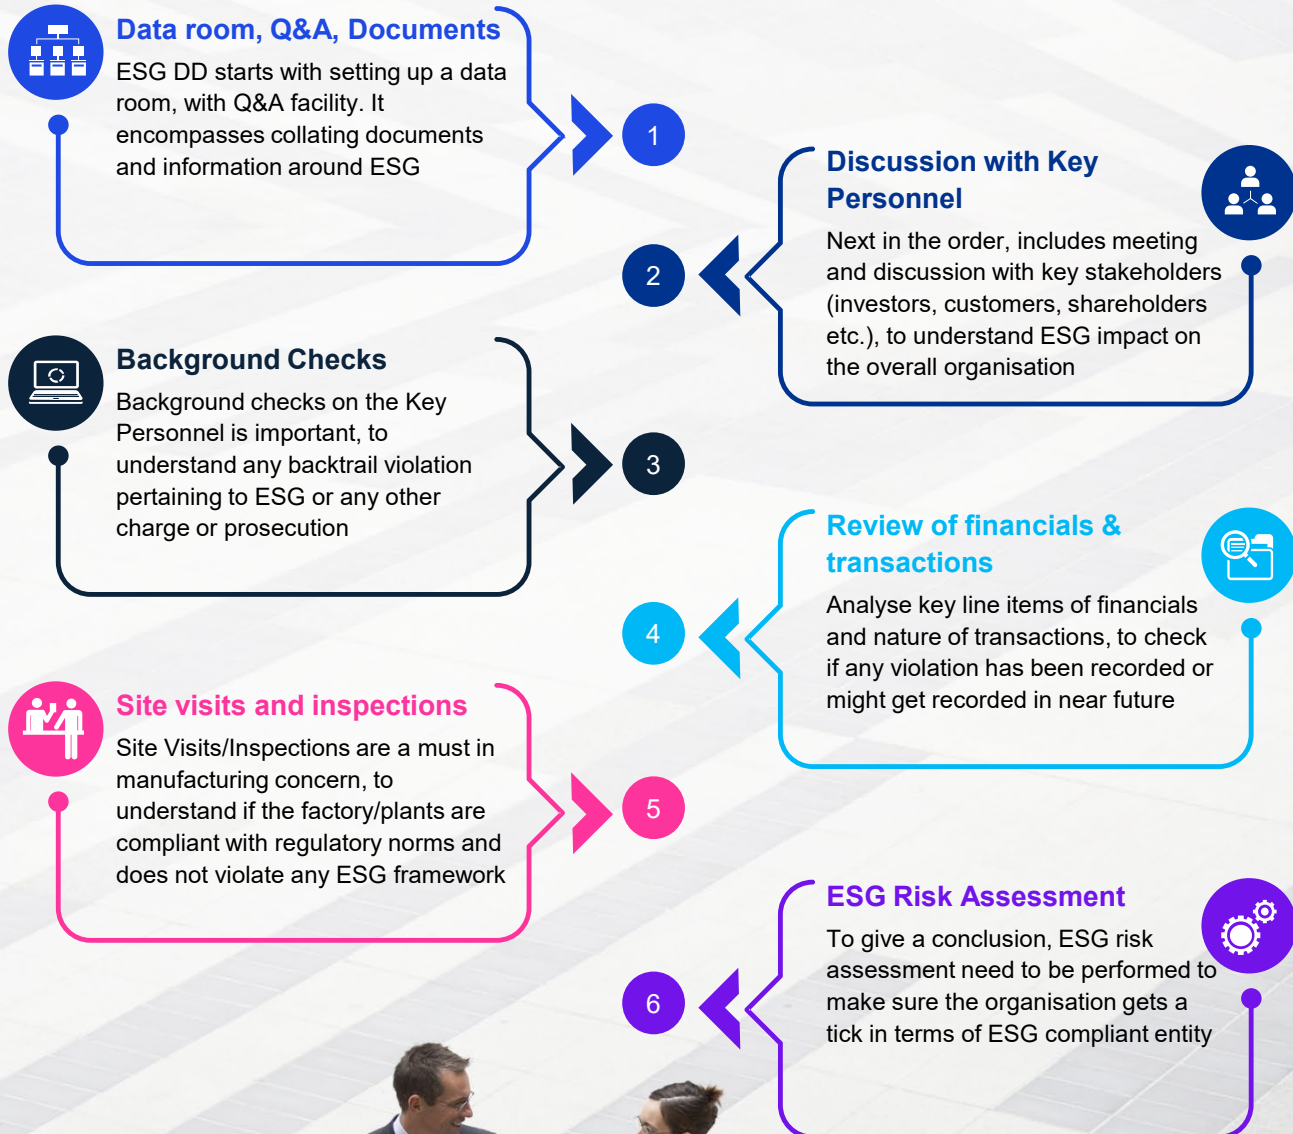 Data room, Q&A, Documents
ESG DD starts with setting up a data
room, with Q&A facility. It
encompasses collating documents
and information around ESG
1
Discussion with Key
Personnel
Next in the order, includes meeting
and discussion with key stakeholders
(investors, customers, shareholders
etc.), to understand ESG impact on
the overall organisation
2
Background Checks
Background checks on the Key
Personnel is important, to
understand any backtrail violation
pertaining to ESG or any other
charge or prosecution
3
Review of financials &
transactions
Analyse key line items of financials
and nature of transactions, to check
if any violation has been recorded or
might get recorded in near future
4
Site visits and inspections
Site Visits/Inspections are a must in
manufacturing concern, to
understand if the factory/plants are
compliant with regulatory norms and
does not violate any ESG framework
5
ESG Risk Assessment
To give a conclusion, ESG risk
assessment need to be performed to
make sure the organisation gets a
tick in terms of ESG compliant entity
6